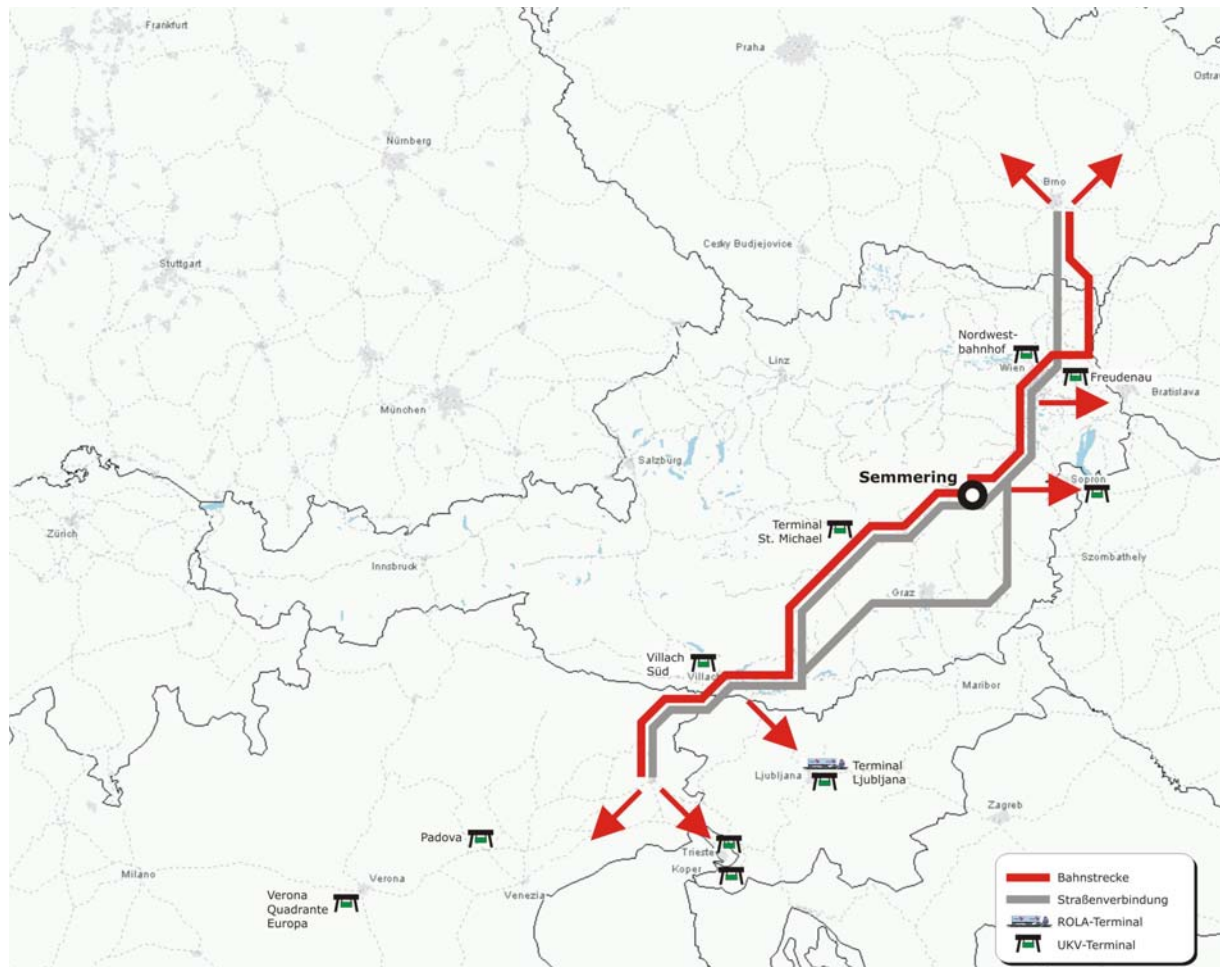 Frankfurt
Praha
Ostrav
Nürnberg
Brno
Cesky Budjejovice
Stuttgart
Nordwest-
bahnhof
Wien
Linz
Freudenau
Bratislava
München
Salzburg
Semmering
Sopron
Terminal
St. Michael
Zürich
Innsbruck
Szombathely
Graz
Villach
Süd
Villach
Maribor
Ljubljana
Terminal
Ljubljana
Zagreb
Padova
Trieste
Koper
Milano
Verona
Venezia
Verona
Quadrante
Europa
Bahnstrecke
Straßenverbindung
ROLA-Terminal
UKV-Terminal